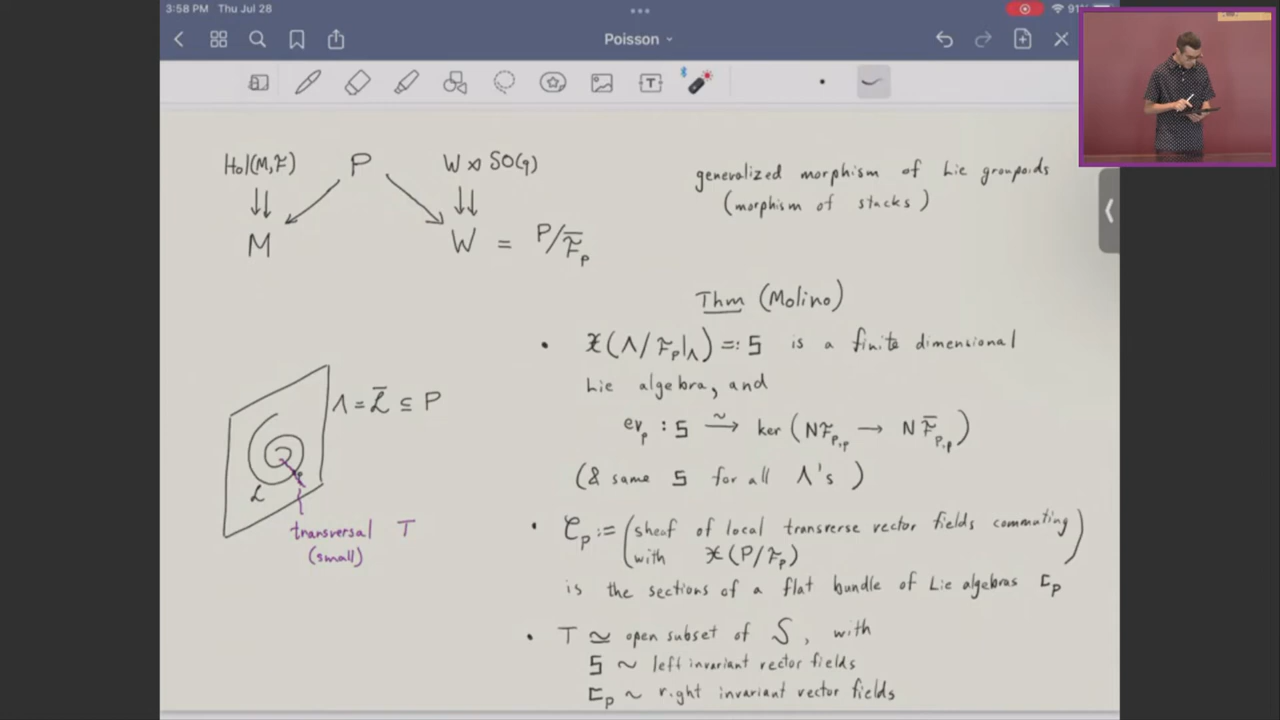 3:58 PM Thu Jul 28
91%
Poisson
Hol(M,F) P W ⋊ SO(q)
M W = P/F̄_P
generalized morphism of Lie groupoids
(morphism of stacks)
Thm (Molino)
• 𝔛(Λ/F_P|_Λ) =: 𝔰 is a finite dimensional
Lie algebra, and
ev_p : 𝔰 ⥲ ker (NF_{P,p} → NF̄_{P,p})
(& same 𝔰 for all Λ's)
Λ = L̄ ⊆ P
L
transversal T
(small)
• C_P := (sheaf of local transverse vector fields commuting
with 𝔛(P/F_P))
is the sections of a flat bundle of Lie algebras 𝔠_P
• T ≃ open subset of S, with
𝔰 ~ left invariant vector fields
𝔠_P ~ right invariant vector fields